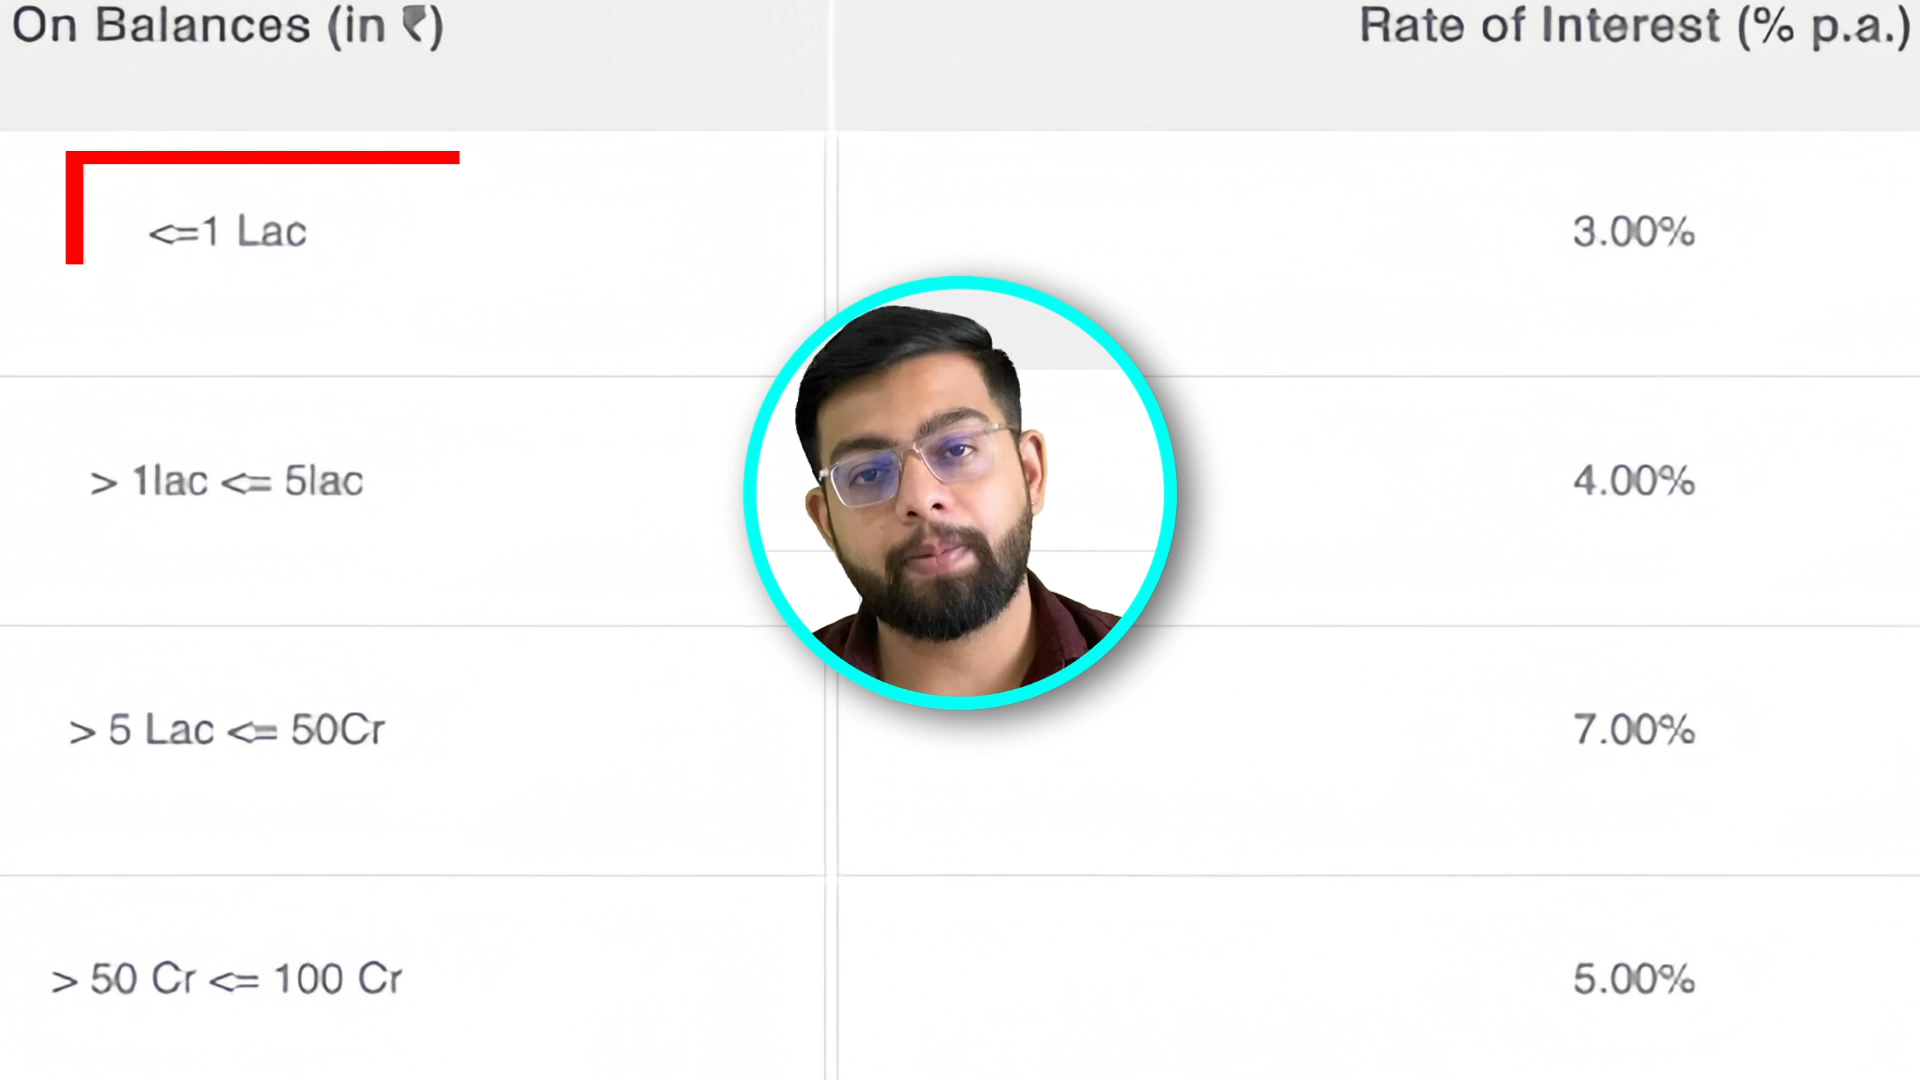 On Balances (in ₹)
Rate of Interest (% p.a.)
<=1 Lac
3.00%
> 1lac <= 5lac
4.00%
> 5 Lac <= 50Cr
7.00%
> 50 Cr <= 100 Cr
5.00%